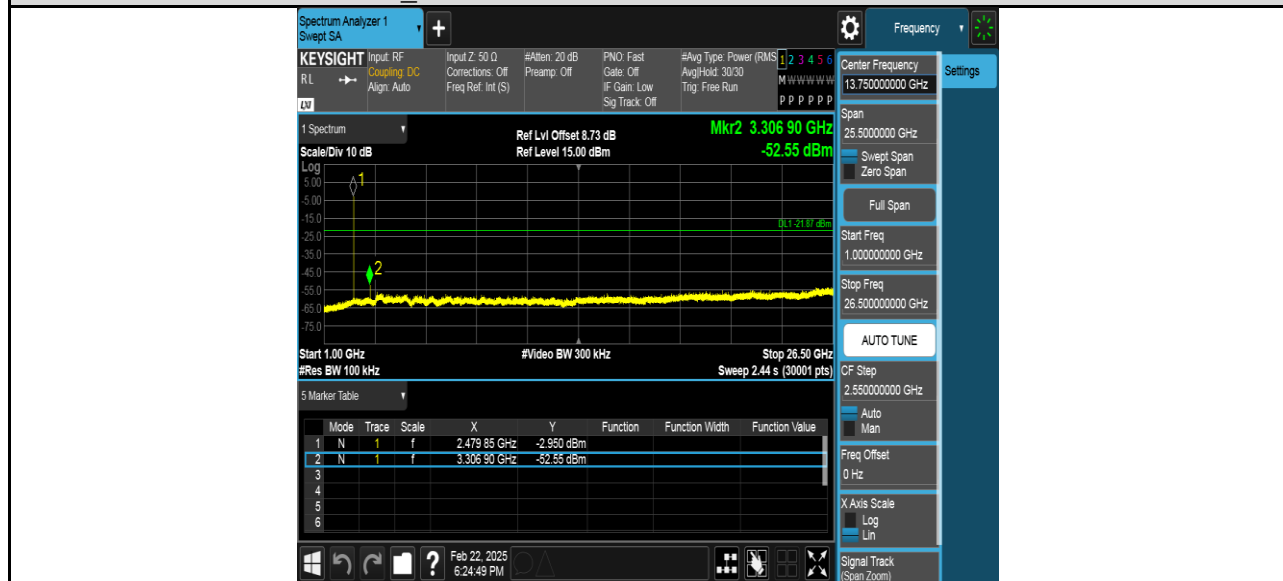 Spectrum Analyzer 1
Swept SA
+
Frequency
KEYSIGHT
RL
LXI
Input: RF
Coupling: DC
Align: Auto
Input Z: 50 Ω
Corrections: Off
Freq Ref: Int (S)
#Atten: 20 dB
Preamp: Off
PNO: Fast
Gate: Off
IF Gain: Low
Sig Track: Off
#Avg Type: Power (RMS
Avg|Hold: 30/30
Trig: Free Run
1 2 3 4 5 6
M W W W W W
P P P P P P
1 Spectrum
Scale/Div 10 dB
Ref Lvl Offset 8.73 dB
Ref Level 15.00 dBm
Mkr2 3.306 90 GHz
-52.55 dBm
Log
5.00
-5.00
-15.0
-25.0
-35.0
-45.0
-55.0
-65.0
-75.0
1
2
DL1 -21.87 dBm
Start 1.00 GHz
#Res BW 100 kHz
#Video BW 300 kHz
Stop 26.50 GHz
Sweep 2.44 s (30001 pts)
5 Marker Table
Mode Trace Scale X Y Function Function Width Function Value
1 N 1 f 2.479 85 GHz -2.950 dBm
2 N 1 f 3.306 90 GHz -52.55 dBm
3
4
5
6
?
Feb 22, 2025
6:24:49 PM
Center Frequency
13.750000000 GHz
Settings
Span
25.5000000 GHz
Swept Span
Zero Span
Full Span
Start Freq
1.000000000 GHz
Stop Freq
26.500000000 GHz
AUTO TUNE
CF Step
2.550000000 GHz
Auto
Man
Freq Offset
0 Hz
X Axis Scale
Log
Lin
Signal Track
(Span Zoom)